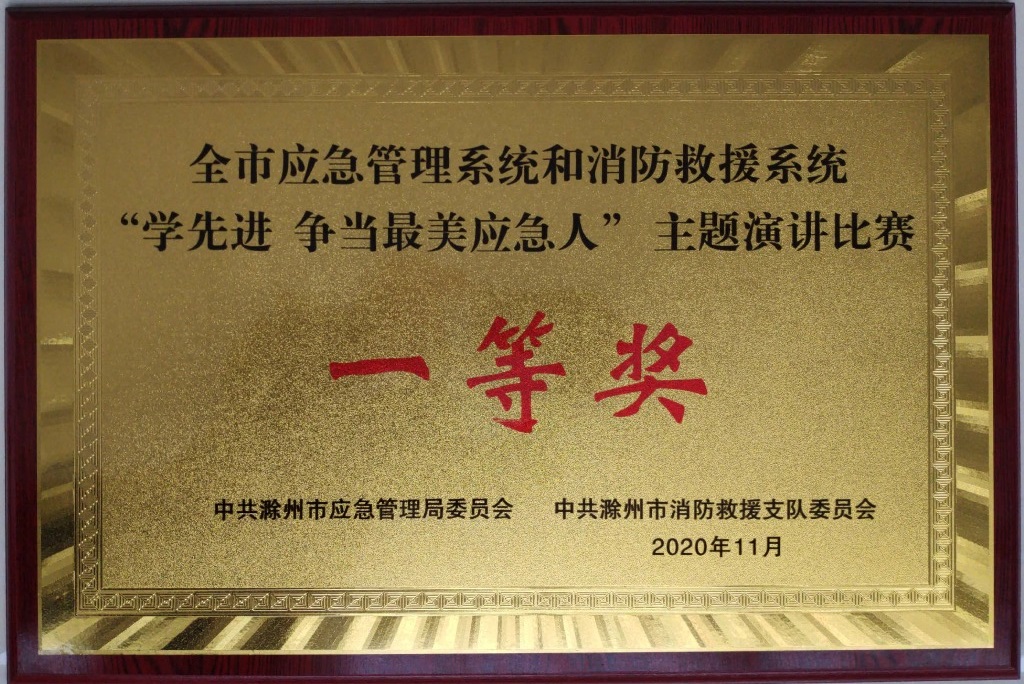 全市应急管理系统和消防救援系统
“学先进 争当最美应急人” 主题演讲比赛
一等奖
中共滁州市应急管理局委员会 中共滁州市消防救援支队委员会
2020年11月